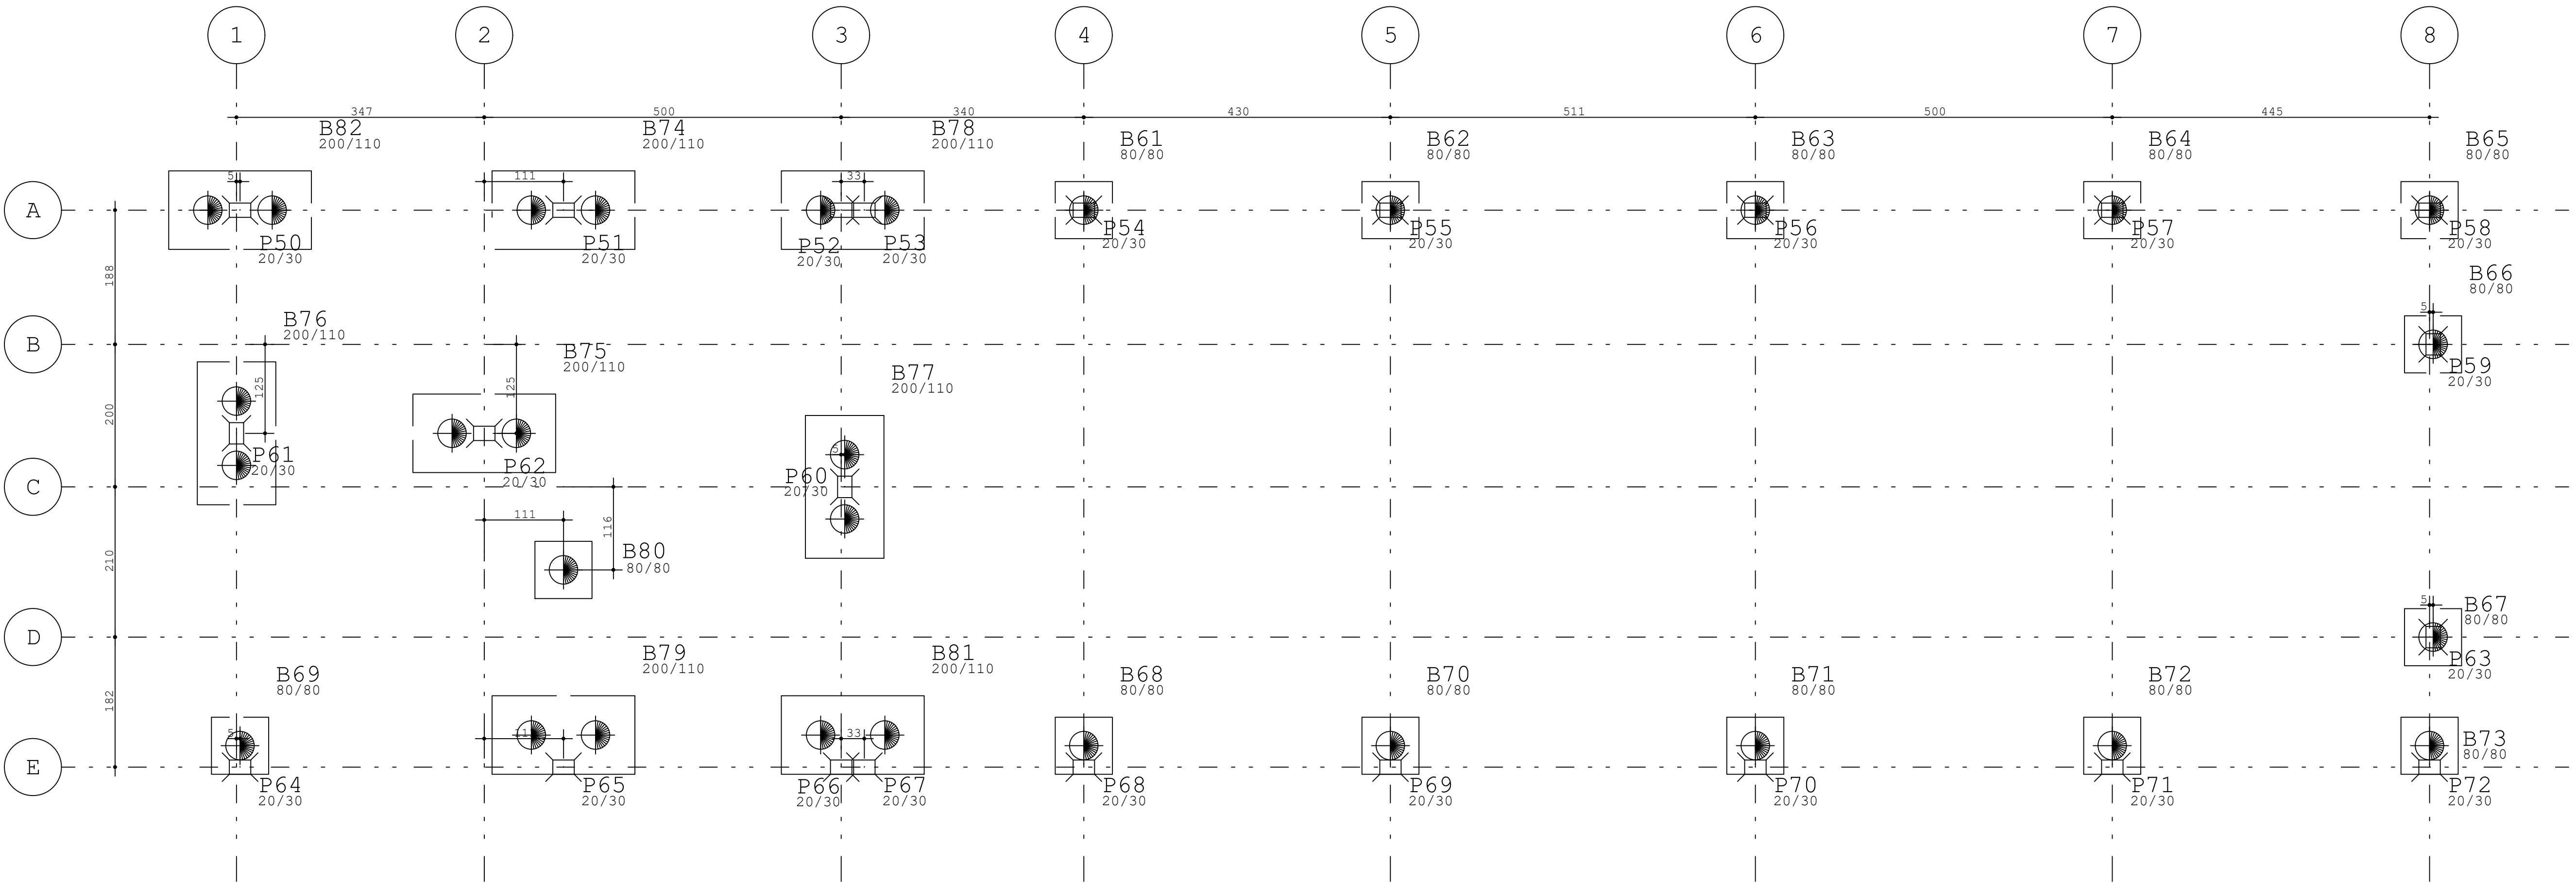 1 2 3 4 5 6 7 8
347 500 340 430 511 500 445
B82
200/110
B74
200/110
B78
200/110
B61
80/80
B62
80/80
B63
80/80
B64
80/80
B65
80/80
A
5
111
33
P50
20/30
P51
20/30
P52
20/30
P53
20/30
P54
20/30
P55
20/30
P56
20/30
P57
20/30
P58
20/30
188
B66
80/80
5
B
B76
200/110
B75
200/110
B77
200/110
P59
20/30
125
125
200
P61
20/30
P62
20/30
5
P60
20/30
C
111
116
B80
80/80
210
5
B67
80/80
D
P63
20/30
182
B69
80/80
B79
200/110
B81
200/110
B68
80/80
B70
80/80
B71
80/80
B72
80/80
B73
80/80
5
111
33
E
P64
20/30
P65
20/30
P66
20/30
P67
20/30
P68
20/30
P69
20/30
P70
20/30
P71
20/30
P72
20/30